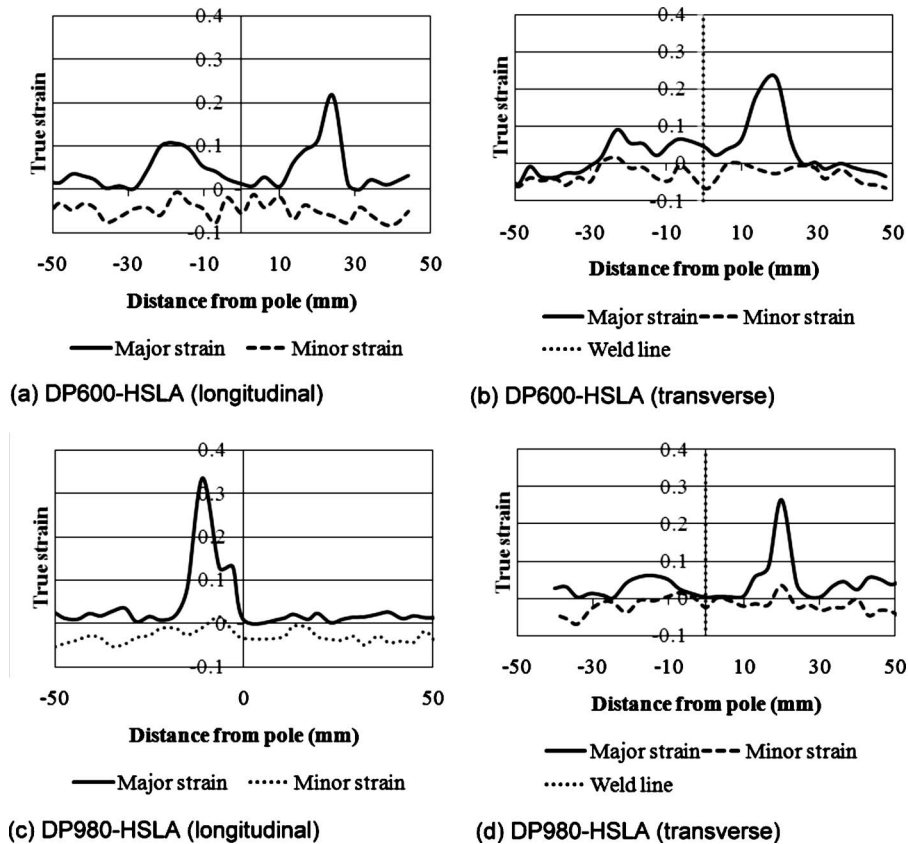 0.4
0.3
0.2
0.1
0
-0.1
-50 -30 -10 10 30 50
True strain
Distance from pole (mm)
Major strain Minor strain
(a) DP600-HSLA (longitudinal)
0.4
0.3
0.2
0.1
0
-0.1
-50 -30 -10 10 30 50
True strain
Distance from pole (mm)
Major strain Minor strain
Weld line
(b) DP600-HSLA (transverse)
0.4
0.3
0.2
0.1
0
-0.1
-50 0 50
True strain
Distance from pole (mm)
Major strain Minor strain
(c) DP980-HSLA (longitudinal)
0.4
0.3
0.2
0.1
0
-0.1
-50 -30 -10 10 30 50
True strain
Distance from pole (mm)
Major strain Minor strain
Weld line
(d) DP980-HSLA (transverse)